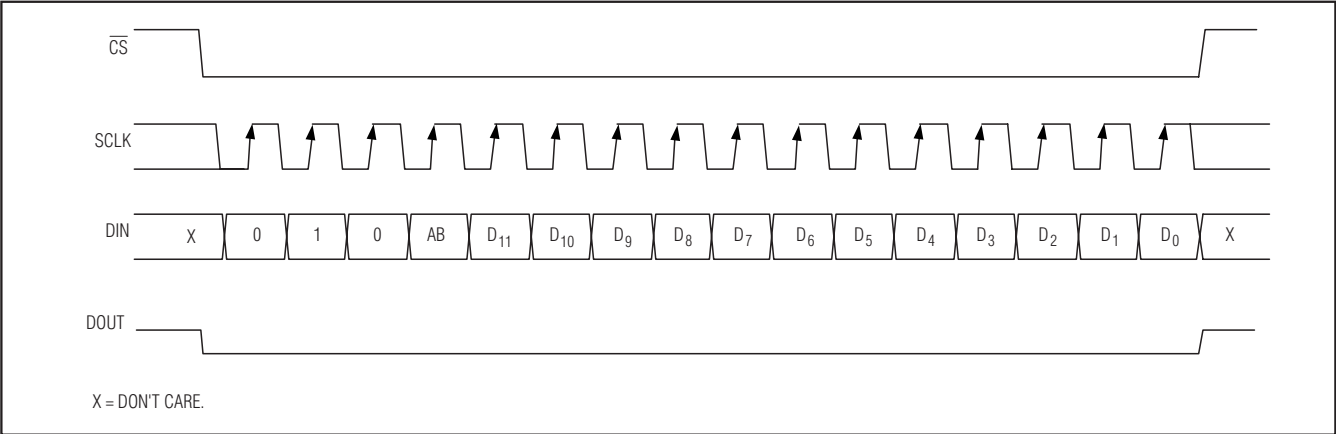 C̅S̅
SCLK
DIN X 0 1 0 AB D₁₁ D₁₀ D₉ D₈ D₇ D₆ D₅ D₄ D₃ D₂ D₁ D₀ X
DOUT
X = DON'T CARE.